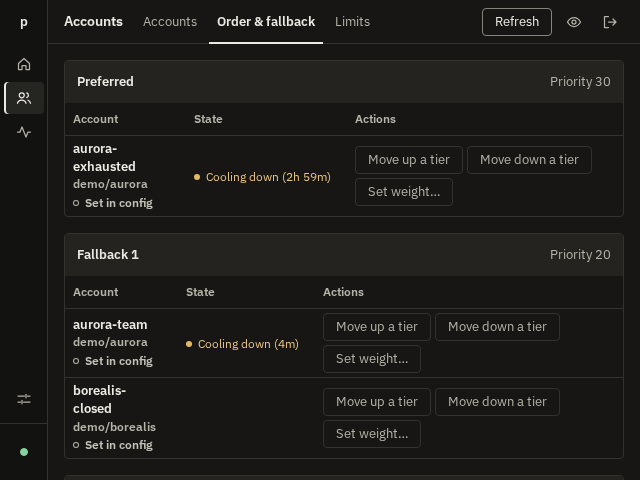 p
Accounts
Accounts
Order & fallback
Limits
Refresh
Preferred
Priority 30
Account
State
Actions
aurora-
exhausted
demo/aurora
Set in config
Cooling down (2h 59m)
Move up a tier
Move down a tier
Set weight...
Fallback 1
Priority 20
Account
State
Actions
aurora-team
demo/aurora
Set in config
Cooling down (4m)
Move up a tier
Move down a tier
Set weight...
borealis-
closed
demo/borealis
Set in config
Move up a tier
Move down a tier
Set weight...